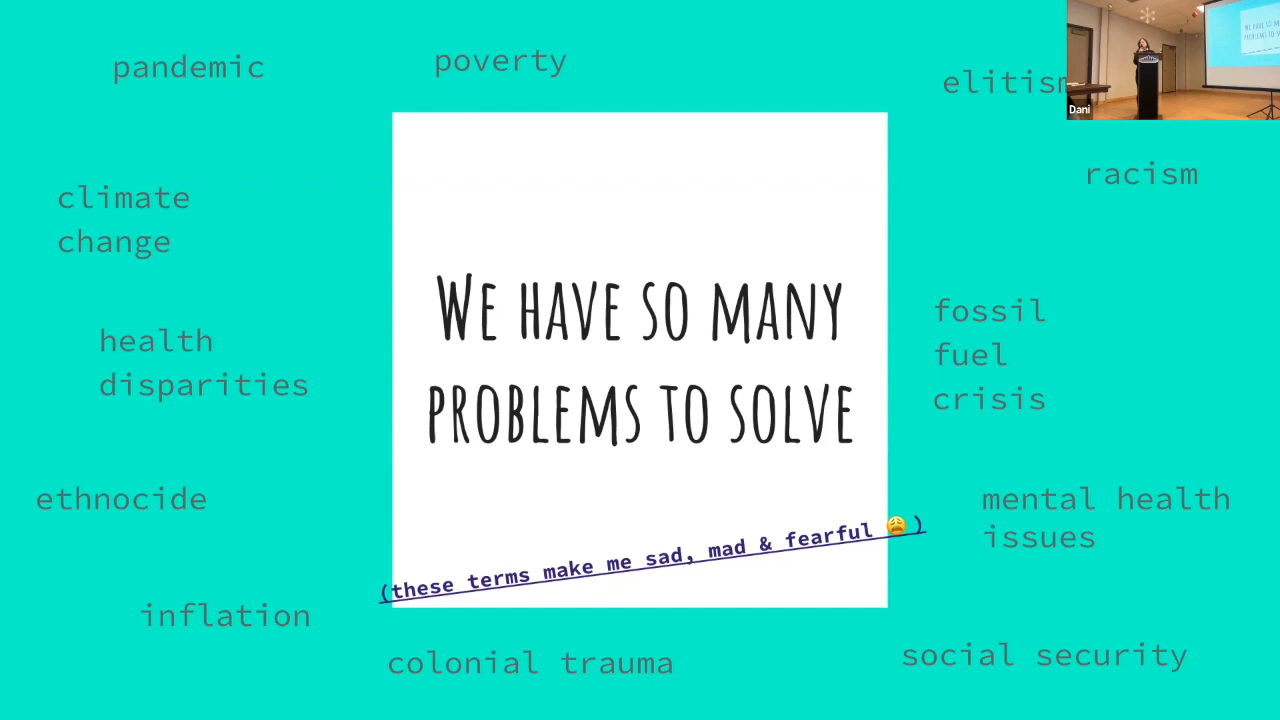 pandemic
poverty
elitism
Dani
racism
climate
change
We have so many
problems to solve
fossil
fuel
crisis
health
disparities
ethnocide
mental health
issues
(these terms make me sad, mad & fearful 😩)
inflation
colonial trauma
social security